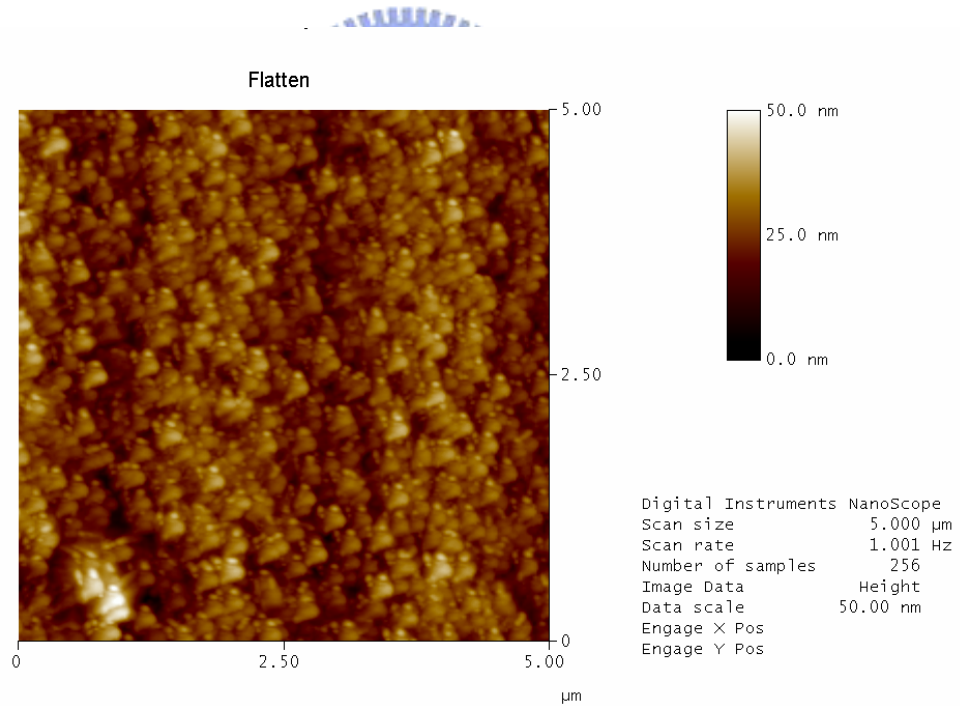 Flatten
5.00
2.50
0
0
2.50
5.00
µm
50.0 nm
25.0 nm
0.0 nm
Digital Instruments NanoScope
Scan size 5.000 µm
Scan rate 1.001 Hz
Number of samples 256
Image Data Height
Data scale 50.00 nm
Engage X Pos
Engage Y Pos